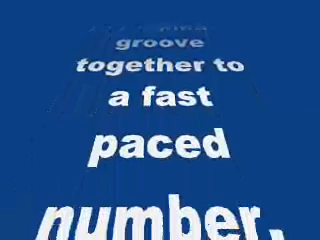 groove
together to
a fast
paced
number.